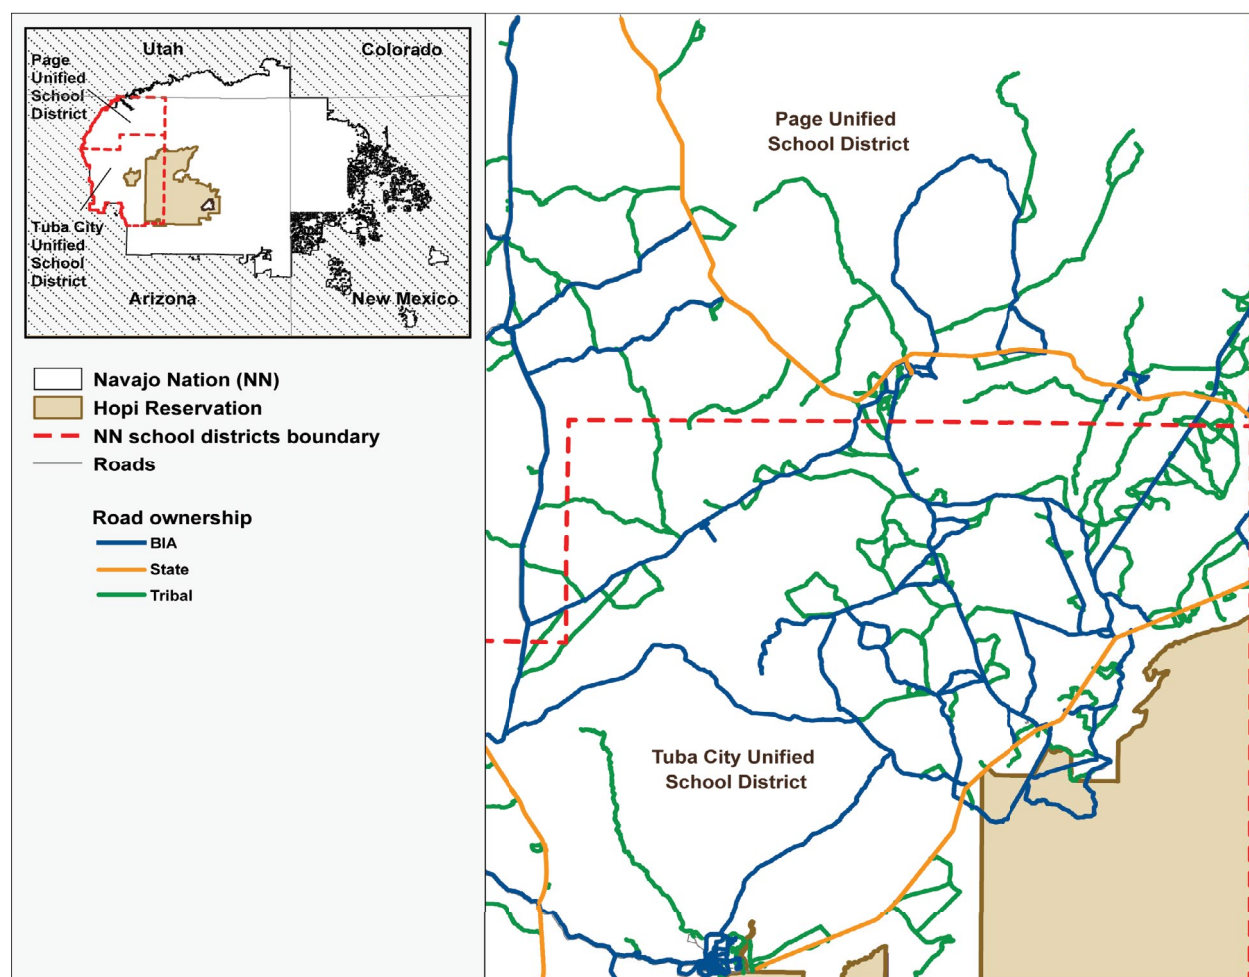 Utah
Colorado
Page
Unified
School
District
Tuba City
Unified
School
District
Arizona
New Mexico
Navajo Nation (NN)
Hopi Reservation
NN school districts boundary
Roads
Road ownership
BIA
State
Tribal
Page Unified
School District
Tuba City Unified
School District